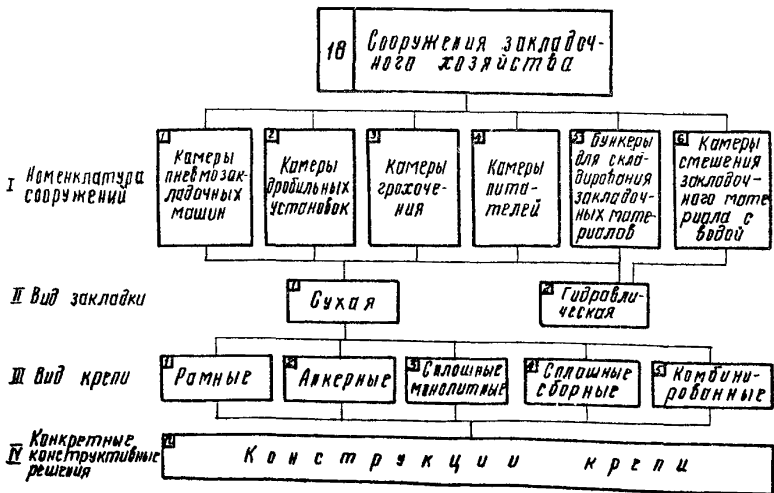 18
Сооружения закладоч-
ного хозяйства
I Номенклатура
сооружений
1
Камеры
пневмозак-
ладочных
машин
2
Камеры
дробильных
установок
3
Камеры
грохоче-
ния
4
Камеры
пита-
телей
5 Бункеры
для скла-
дирования
закладоч-
ных мате-
риалов
6 Камеры
смешения
закладоч-
ного мате
риала с
водой
II Вид закладки
1
Сухая
2 Гидравли-
ческая
III Вид крепи
1
Рамные
2
Анкерные
3 Сплошные
монолитные
4 Сплошные
сборные
5 Комбини-
рованные
IV Конкретные
конструктивные
решения
Конструкции крепи